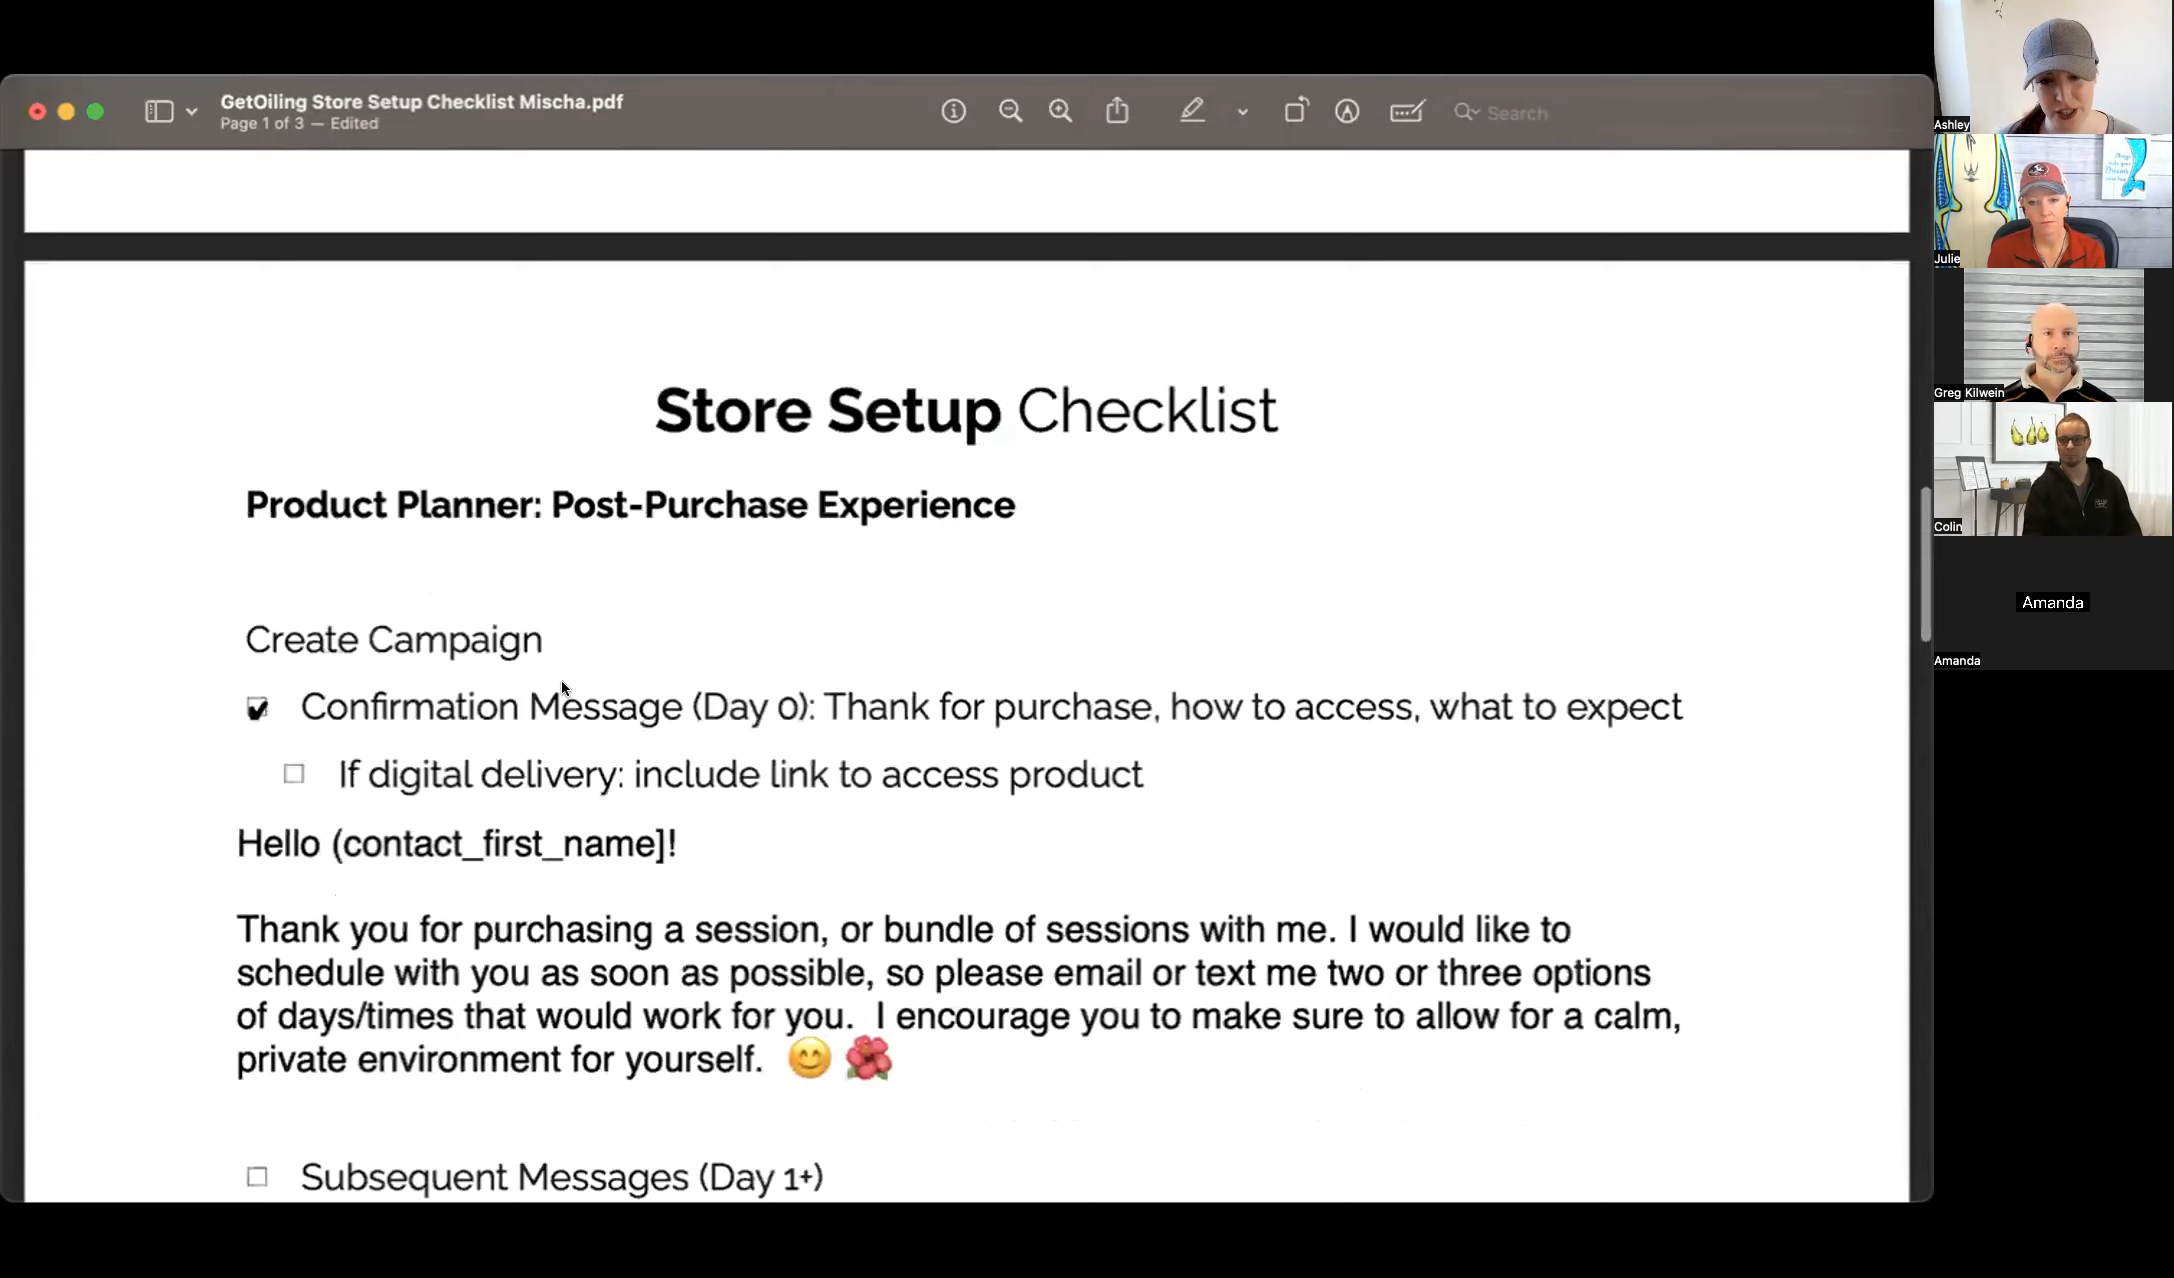 GetOiling Store Setup Checklist Mischa.pdf
Page 1 of 3 — Edited
Search
Store Setup Checklist
Product Planner: Post-Purchase Experience
Create Campaign
Confirmation Message (Day 0): Thank for purchase, how to access, what to expect
If digital delivery: include link to access product
Hello (contact_first_name]!
Thank you for purchasing a session, or bundle of sessions with me. I would like to
schedule with you as soon as possible, so please email or text me two or three options
of days/times that would work for you.  I encourage you to make sure to allow for a calm,
private environment for yourself. 😊 🌺
Subsequent Messages (Day 1+)
Ashley
Julie
Greg Kilwein
Colin
Amanda
Amanda